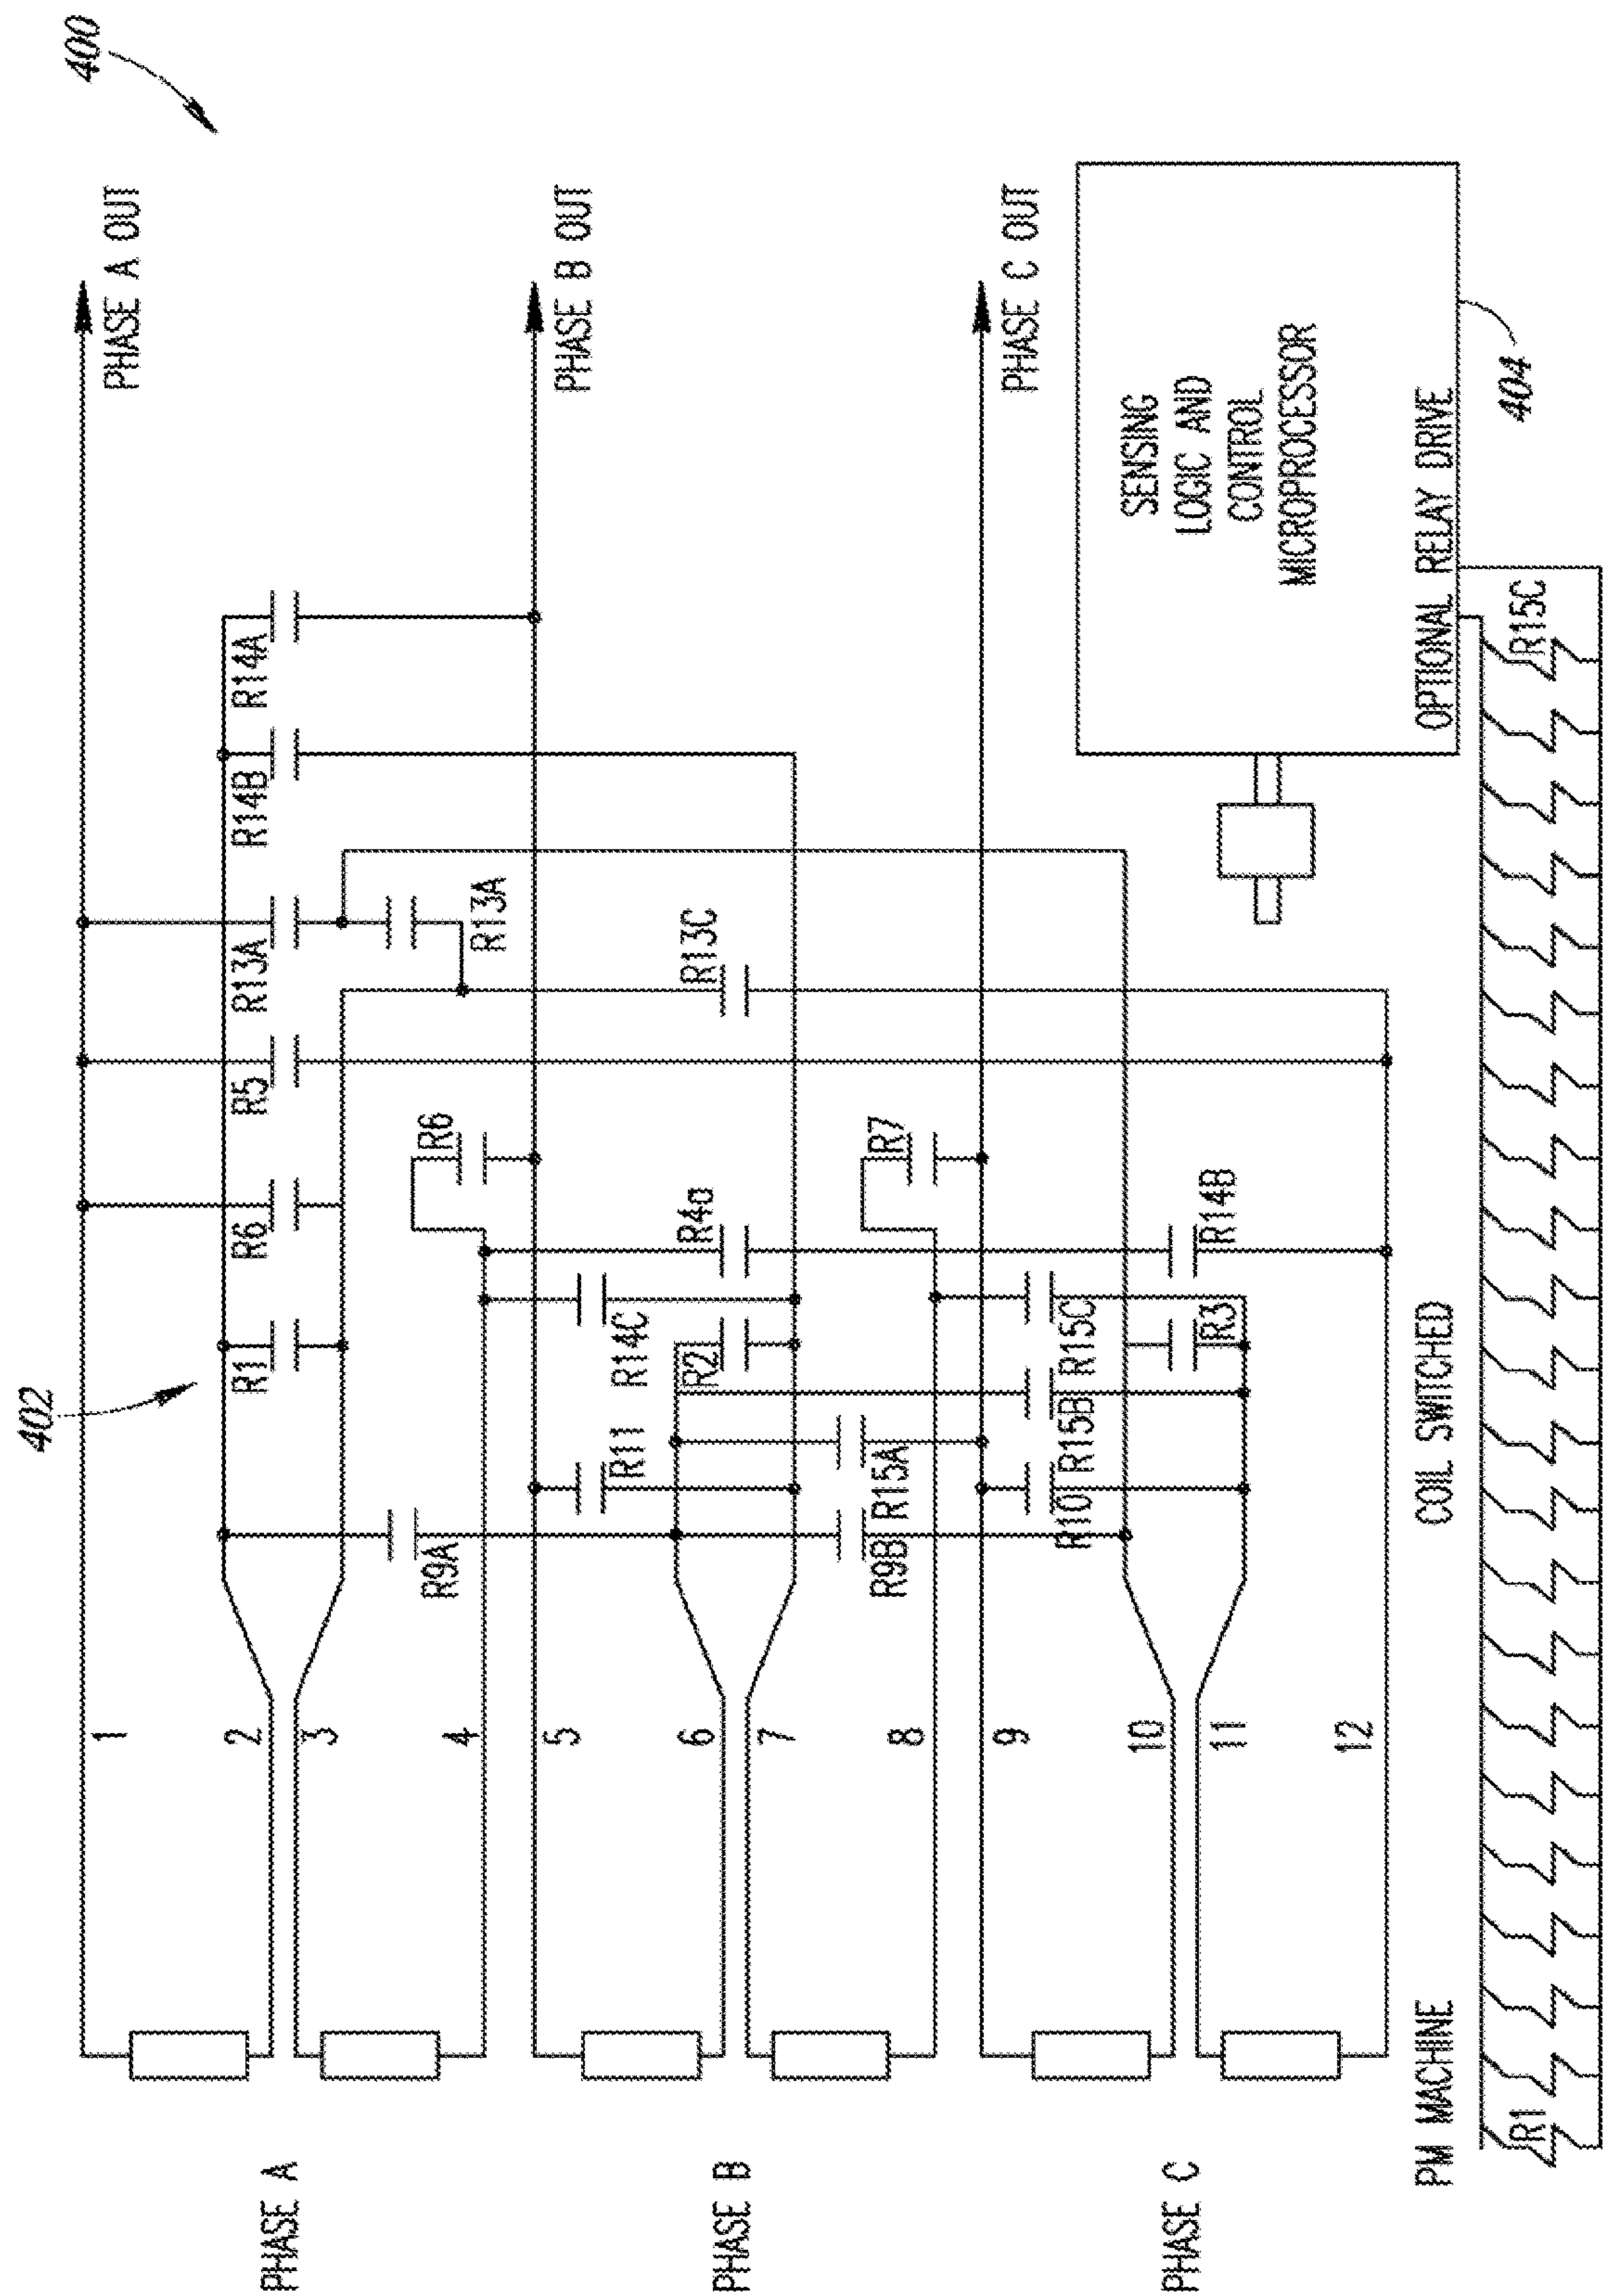 400
PHASE A OUT
402
R1
R6
R5
R13A
R14B
R14A
R13A
R9A
PHASE A
1
2
3
4
R6
PHASE B OUT
R11
R14C
R4a
R13C
R2
PHASE B
5
6
7
8
R9B
R15A
R7
PHASE C OUT
R10
R15B
R15C
R3
R14B
PHASE C
9
10
11
12
SENSING
LOGIC AND
CONTROL
MICROPROCESSOR
OPTIONAL RELAY DRIVE
404
PM MACHINE
COIL SWITCHED
R1
R15C